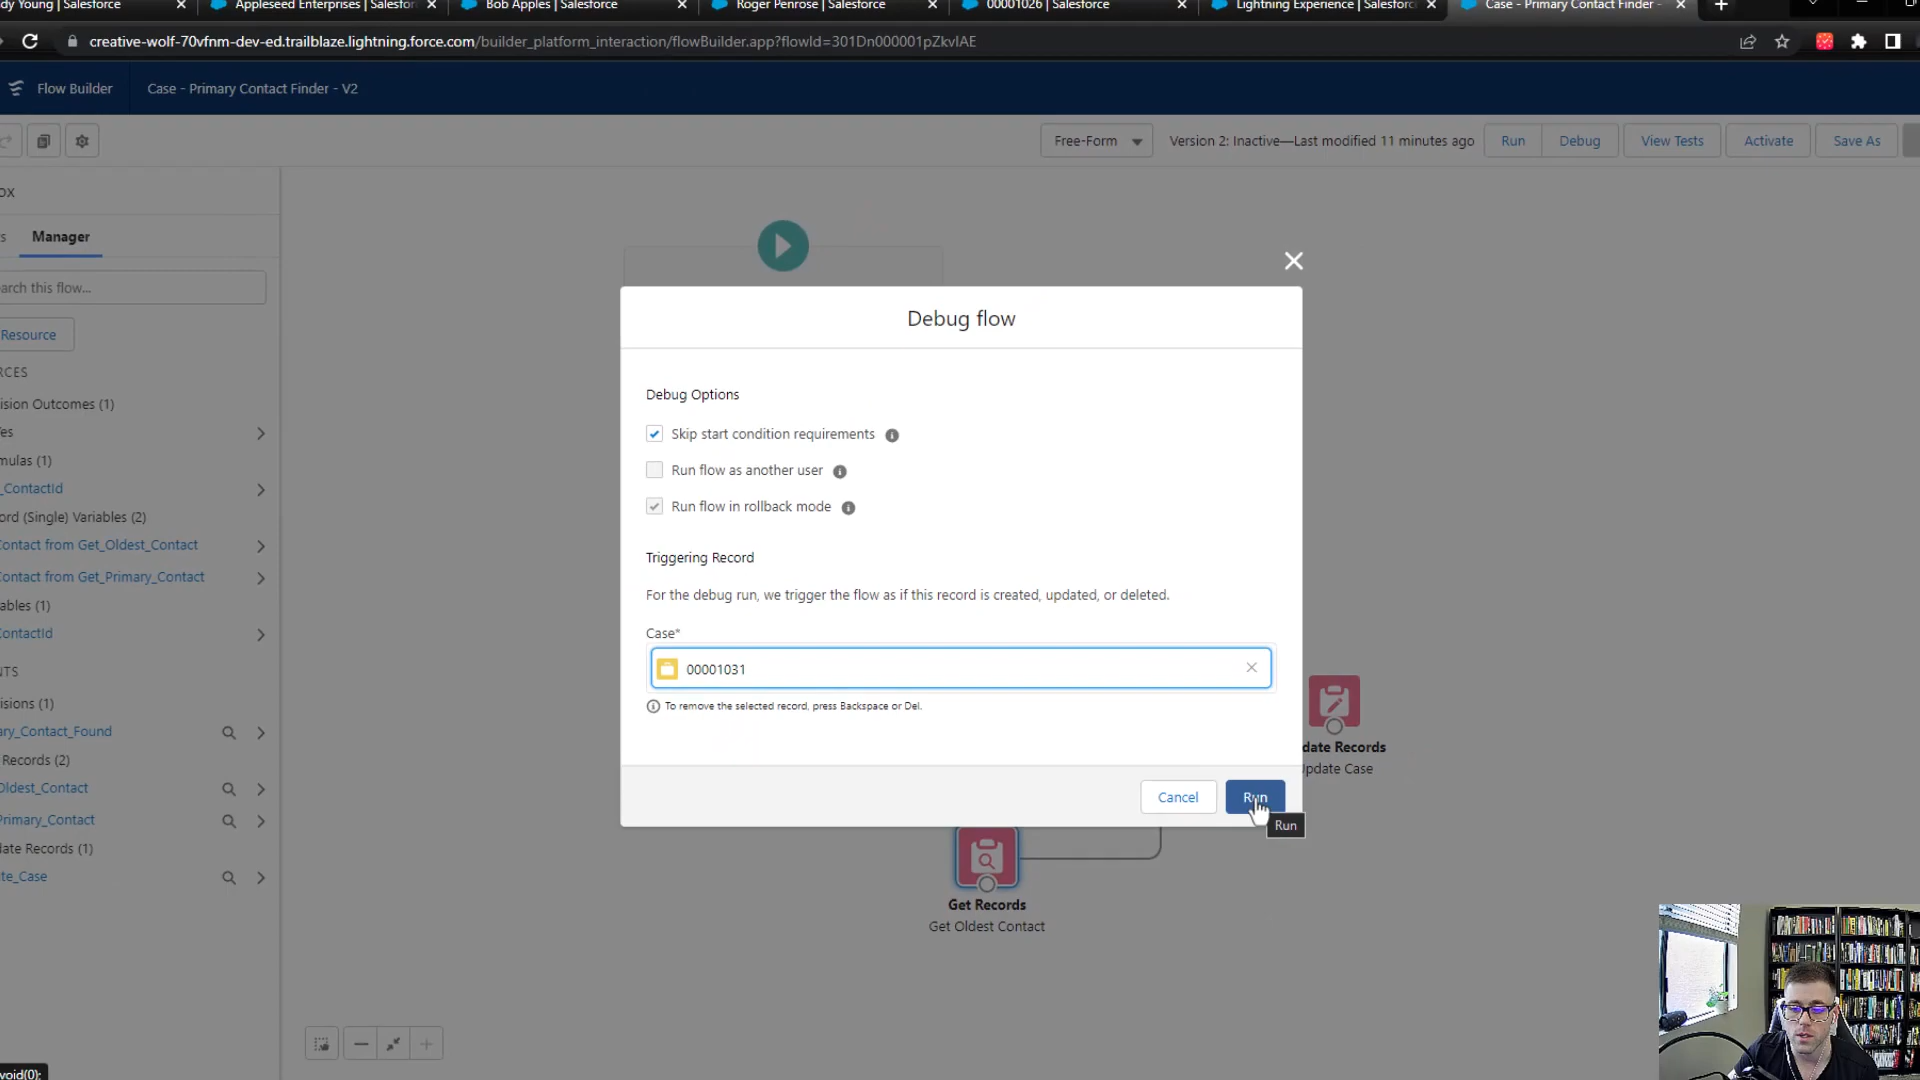 dy Young | Salesforce
Appleseed Enterprises | Salesfor
Bob Apples | Salesforce
Roger Penrose | Salesforce
00001026 | Salesforce
Lightning Experience | Salesforc
Case - Primary Contact Finder -
creative-wolf-70vfnm-dev-ed.trailblaze.lightning.force.com/builder_platform_interaction/flowBuilder.app?flowId=301Dn000001pZkvIAE
Flow Builder
Case - Primary Contact Finder - V2
Free-Form
Version 2: Inactive—Last modified 11 minutes ago
Run
Debug
View Tests
Activate
Save As
OX
s
Manager
arch this flow...
Resource
RCES
ision Outcomes (1)
es
mulas (1)
_ContactId
ord (Single) Variables (2)
Contact from Get_Oldest_Contact
Contact from Get_Primary_Contact
ables (1)
ContactId
NTS
isions (1)
ary_Contact_Found
Records (2)
Oldest_Contact
Primary_Contact
date Records (1)
te_Case
Debug flow
Debug Options
Skip start condition requirements
Run flow as another user
Run flow in rollback mode
Triggering Record
For the debug run, we trigger the flow as if this record is created, updated, or deleted.
Case*
00001031
To remove the selected record, press Backspace or Del.
Cancel
Run
Run
date Records
Update Case
Get Records
Get Oldest Contact
void(0);